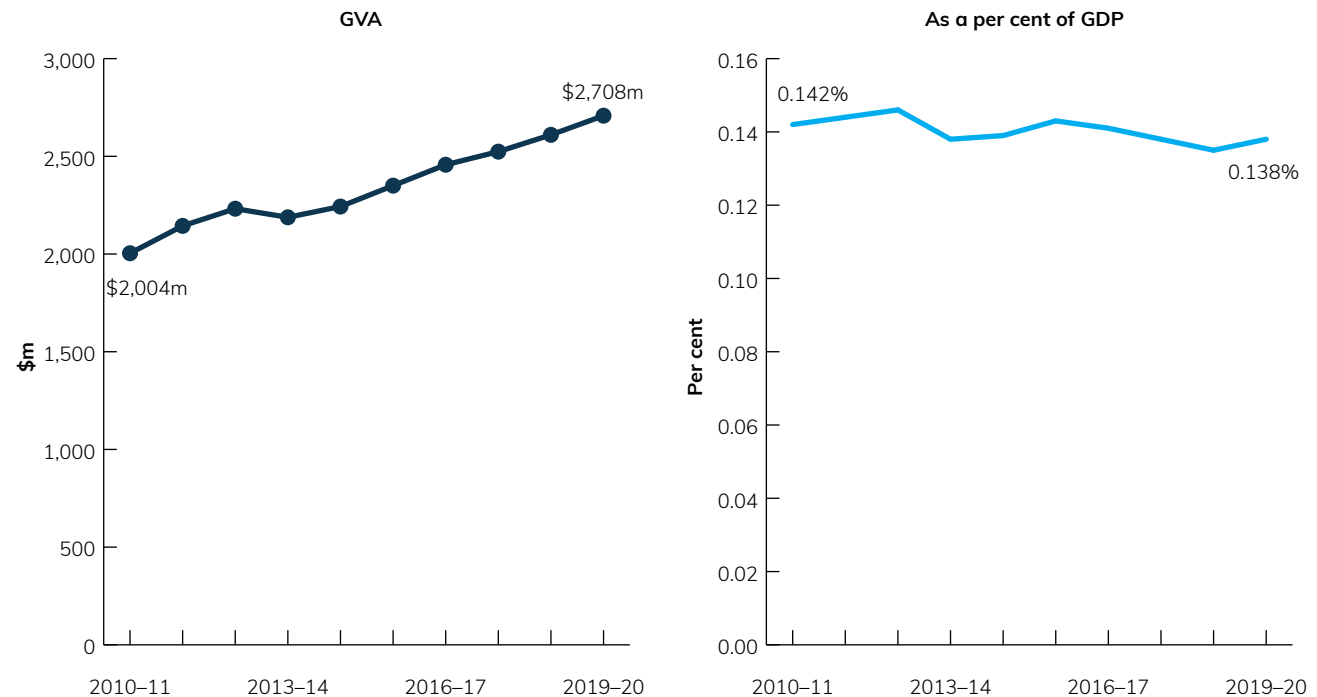 GVA
3,000
2,500
2,000
1,500
1,000
500
0
$m
$2,004m
$2,708m
2010–11 2013–14 2016–17 2019–20
As a per cent of GDP
0.16
0.14
0.12
0.10
0.08
0.06
0.04
0.02
0.00
Per cent
0.142%
0.138%
2010–11 2013–14 2016–17 2019–20